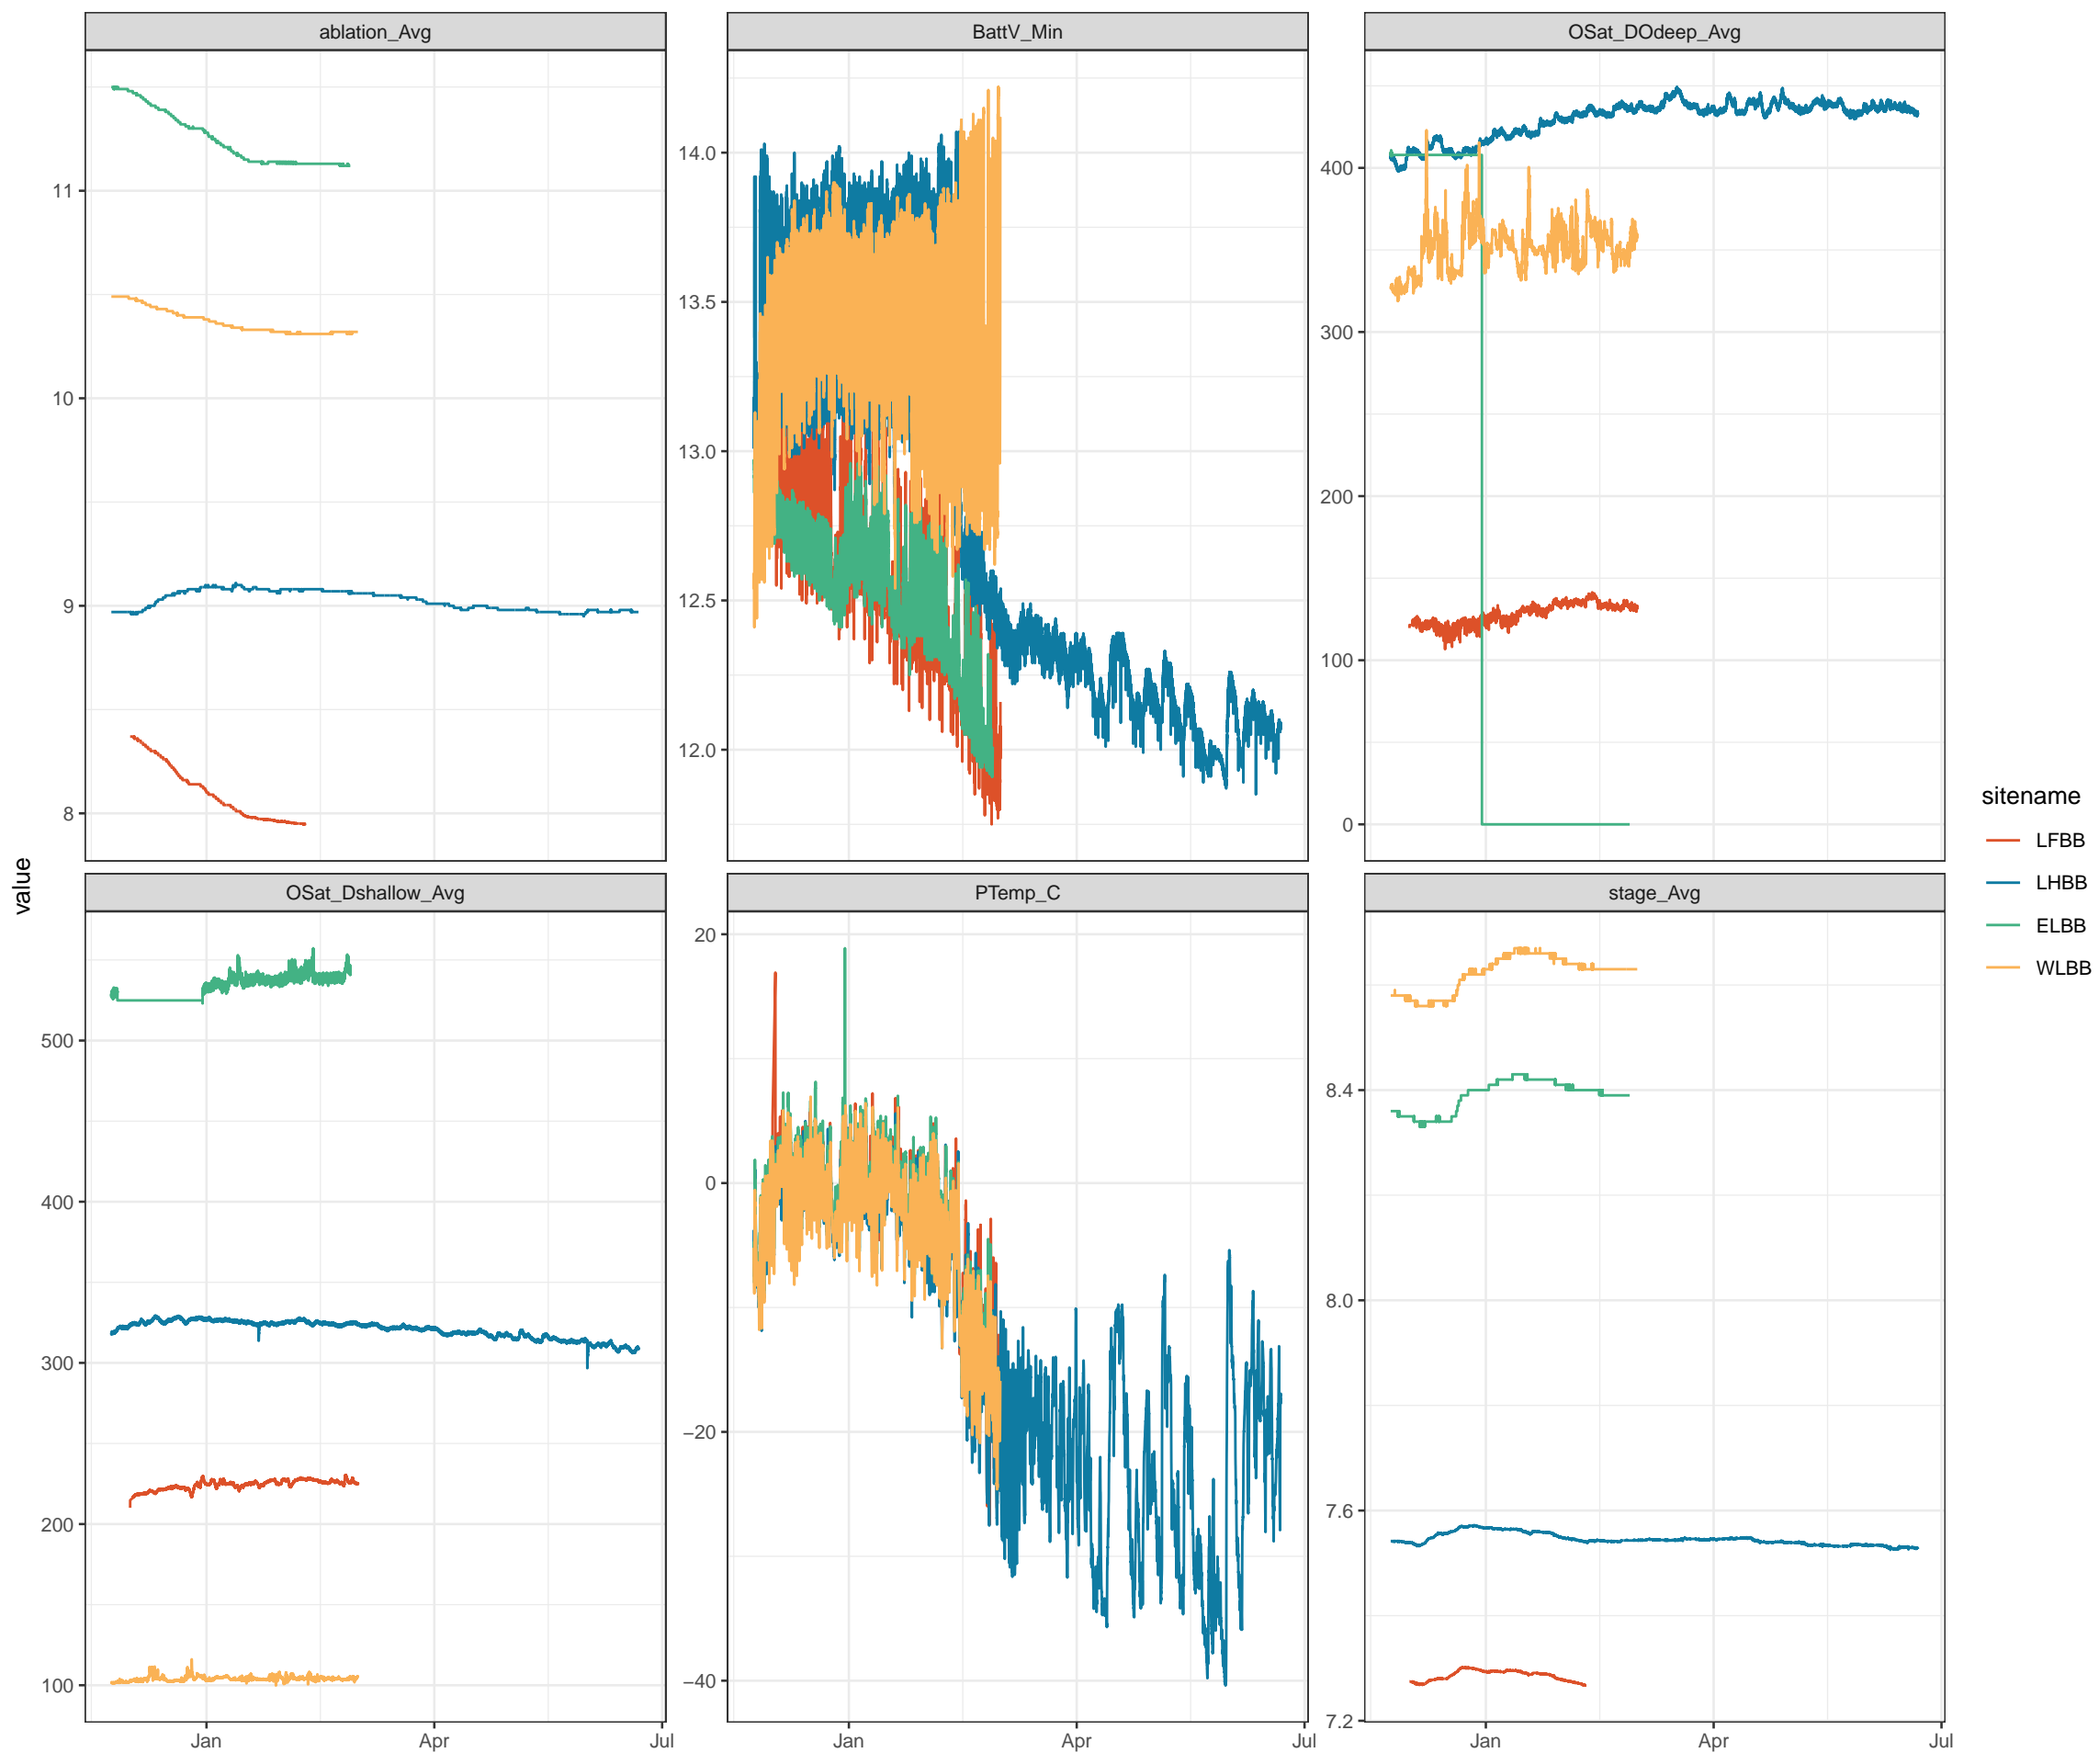 ablation_Avg
BattV_Min
OSat_DOdeep_Avg
11
10
9
8
14.0
13.5
13.0
12.5
12.0
400
300
200
100
0
value
OSat_Dshallow_Avg
PTemp_C
stage_Avg
500
400
300
200
100
20
0
−20
−40
8.4
8.0
7.6
7.2
Jan Apr Jul
Jan Apr Jul
Jan Apr Jul
sitename
LFBB
LHBB
ELBB
WLBB